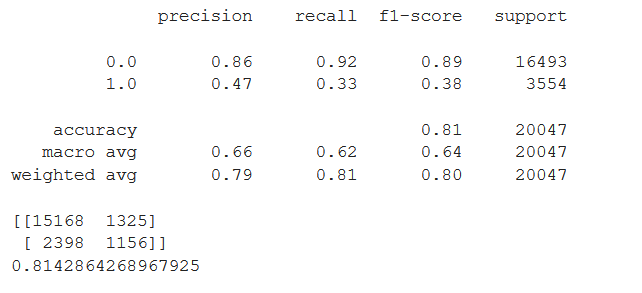 precision recall f1-score support
0.0 0.86 0.92 0.89 16493
1.0 0.47 0.33 0.38 3554
accuracy 0.81 20047
macro avg 0.66 0.62 0.64 20047
weighted avg 0.79 0.81 0.80 20047
[[15168 1325]
[ 2398 1156]]
0.8142864268967925